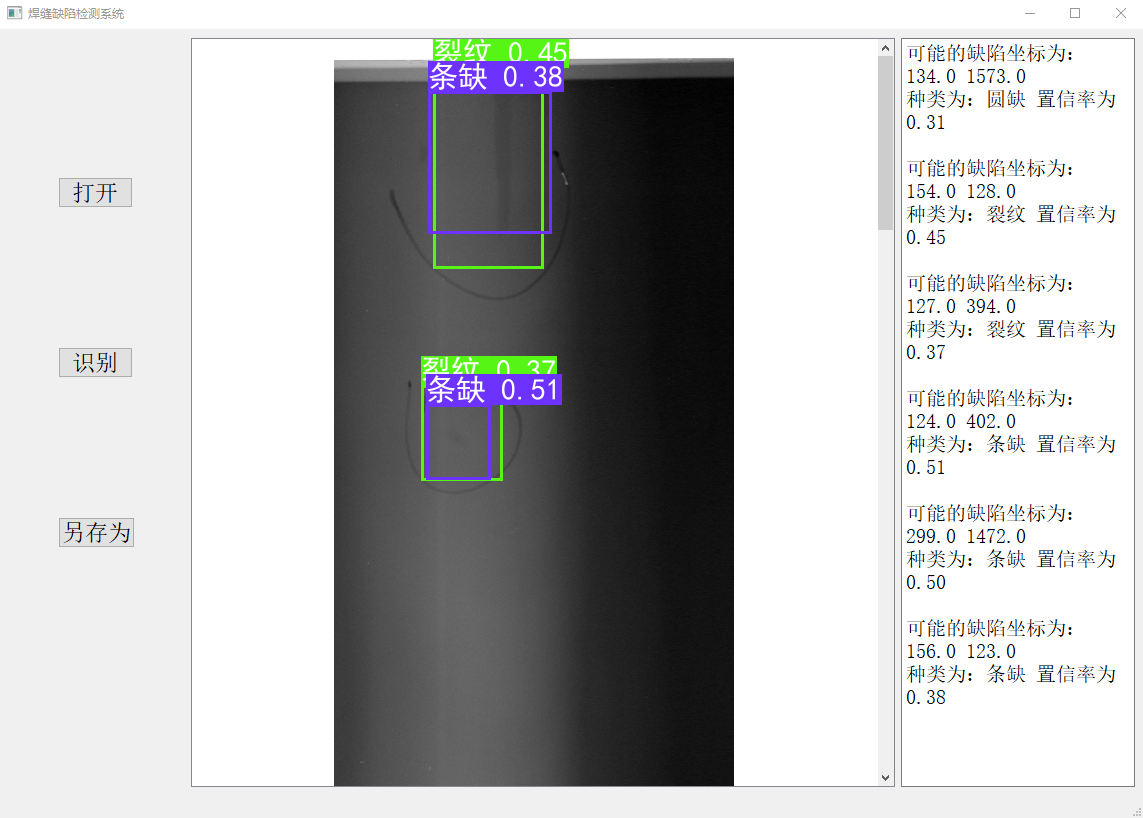 焊缝缺陷检测系统
打开
识别
另存为
裂纹 0.45
条缺 0.38
裂纹 0.37
条缺 0.51
可能的缺陷坐标为:
134.0 1573.0
种类为: 圆缺 置信率为
0.31
可能的缺陷坐标为:
154.0 128.0
种类为: 裂纹 置信率为
0.45
可能的缺陷坐标为:
127.0 394.0
种类为: 裂纹 置信率为
0.37
可能的缺陷坐标为:
124.0 402.0
种类为: 条缺 置信率为
0.51
可能的缺陷坐标为:
299.0 1472.0
种类为: 条缺 置信率为
0.50
可能的缺陷坐标为:
156.0 123.0
种类为: 条缺 置信率为
0.38